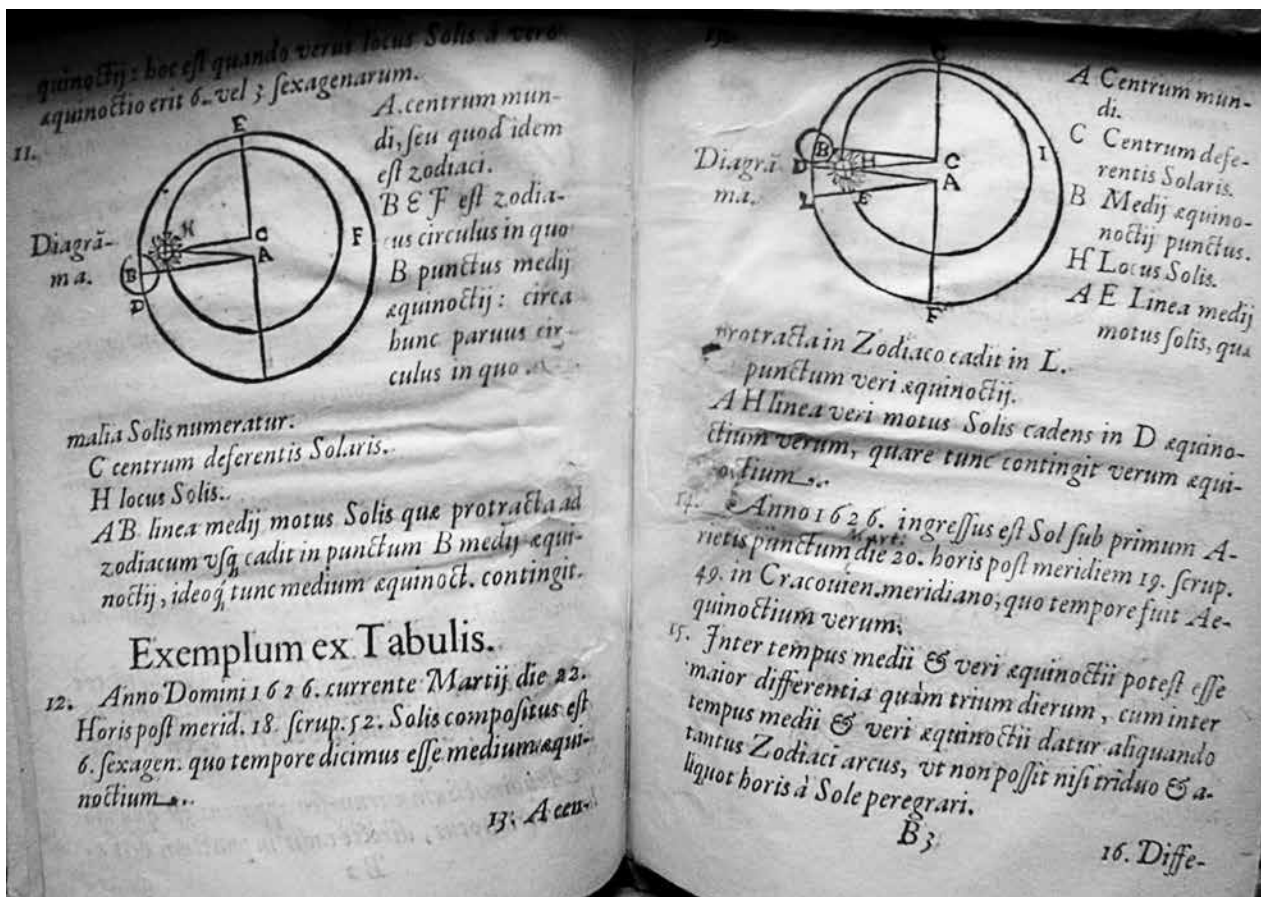 quinoctij: hoc est quando verus locus Solis à vero
æquinoctio erit 6. vel 3 sexagenarum.
11.
E
A. centrum mun-
di, seu quod idem
est zodiaci.
B E F est zodia-
cus circulus in quo
B punctus medij
æquinoctij: circa
hunc paruus cir
culus in quo
Diagrã-
ma.
H
C
F
A
B
D
malia Solis numeratur.
C centrum deferentis Solaris.
H locus Solis.
A B linea medij motus Solis quæ protracta ad
zodiacum vsq; cadit in punctum B medij æqui-
noctij, ideoq; tunc medium æquinoct. contingit.
Exemplum ex Tabulis.
12. Anno Domini 1626. currente Martij die 22.
Horis post merid. 18. scrup. 52. Solis compositus est
6. sexagen. quo tempore dicimus esse medium æqui-
noctium.
13. A cen-
A Centrum mun-
di.
C Centrum defe-
rentis Solaris.
B Medij æquino-
noctij punctus.
H Locus Solis.
A E Linea medij
motus solis, quæ
Diagrã
ma.
B
D
H
C
I
A
L
E
F
protracta in Zodiaco cadit in L.
punctum veri æquinoctij.
A H linea veri motus Solis cadens in D æquino-
ctium verum, quare tunc contingit verum æqui-
noctium.
14. Anno 1626. ingressus est Sol sub primum A-
rietis punctum Marti: die 20. horis post meridiem 19. scrup.
49. in Cracouien. meridiano, quo tempore fuit Ae-
quinoctium verum.
15. Inter tempus medii & veri æquinoctii potest esse
maior differentia quàm trium dierum, cum inter
tempus medii & veri æquinoctii datur aliquando
tantus Zodiaci arcus, vt non possit nisi triduo & a-
liquot horis à Sole peregrari.
B 3
16. Diffe-